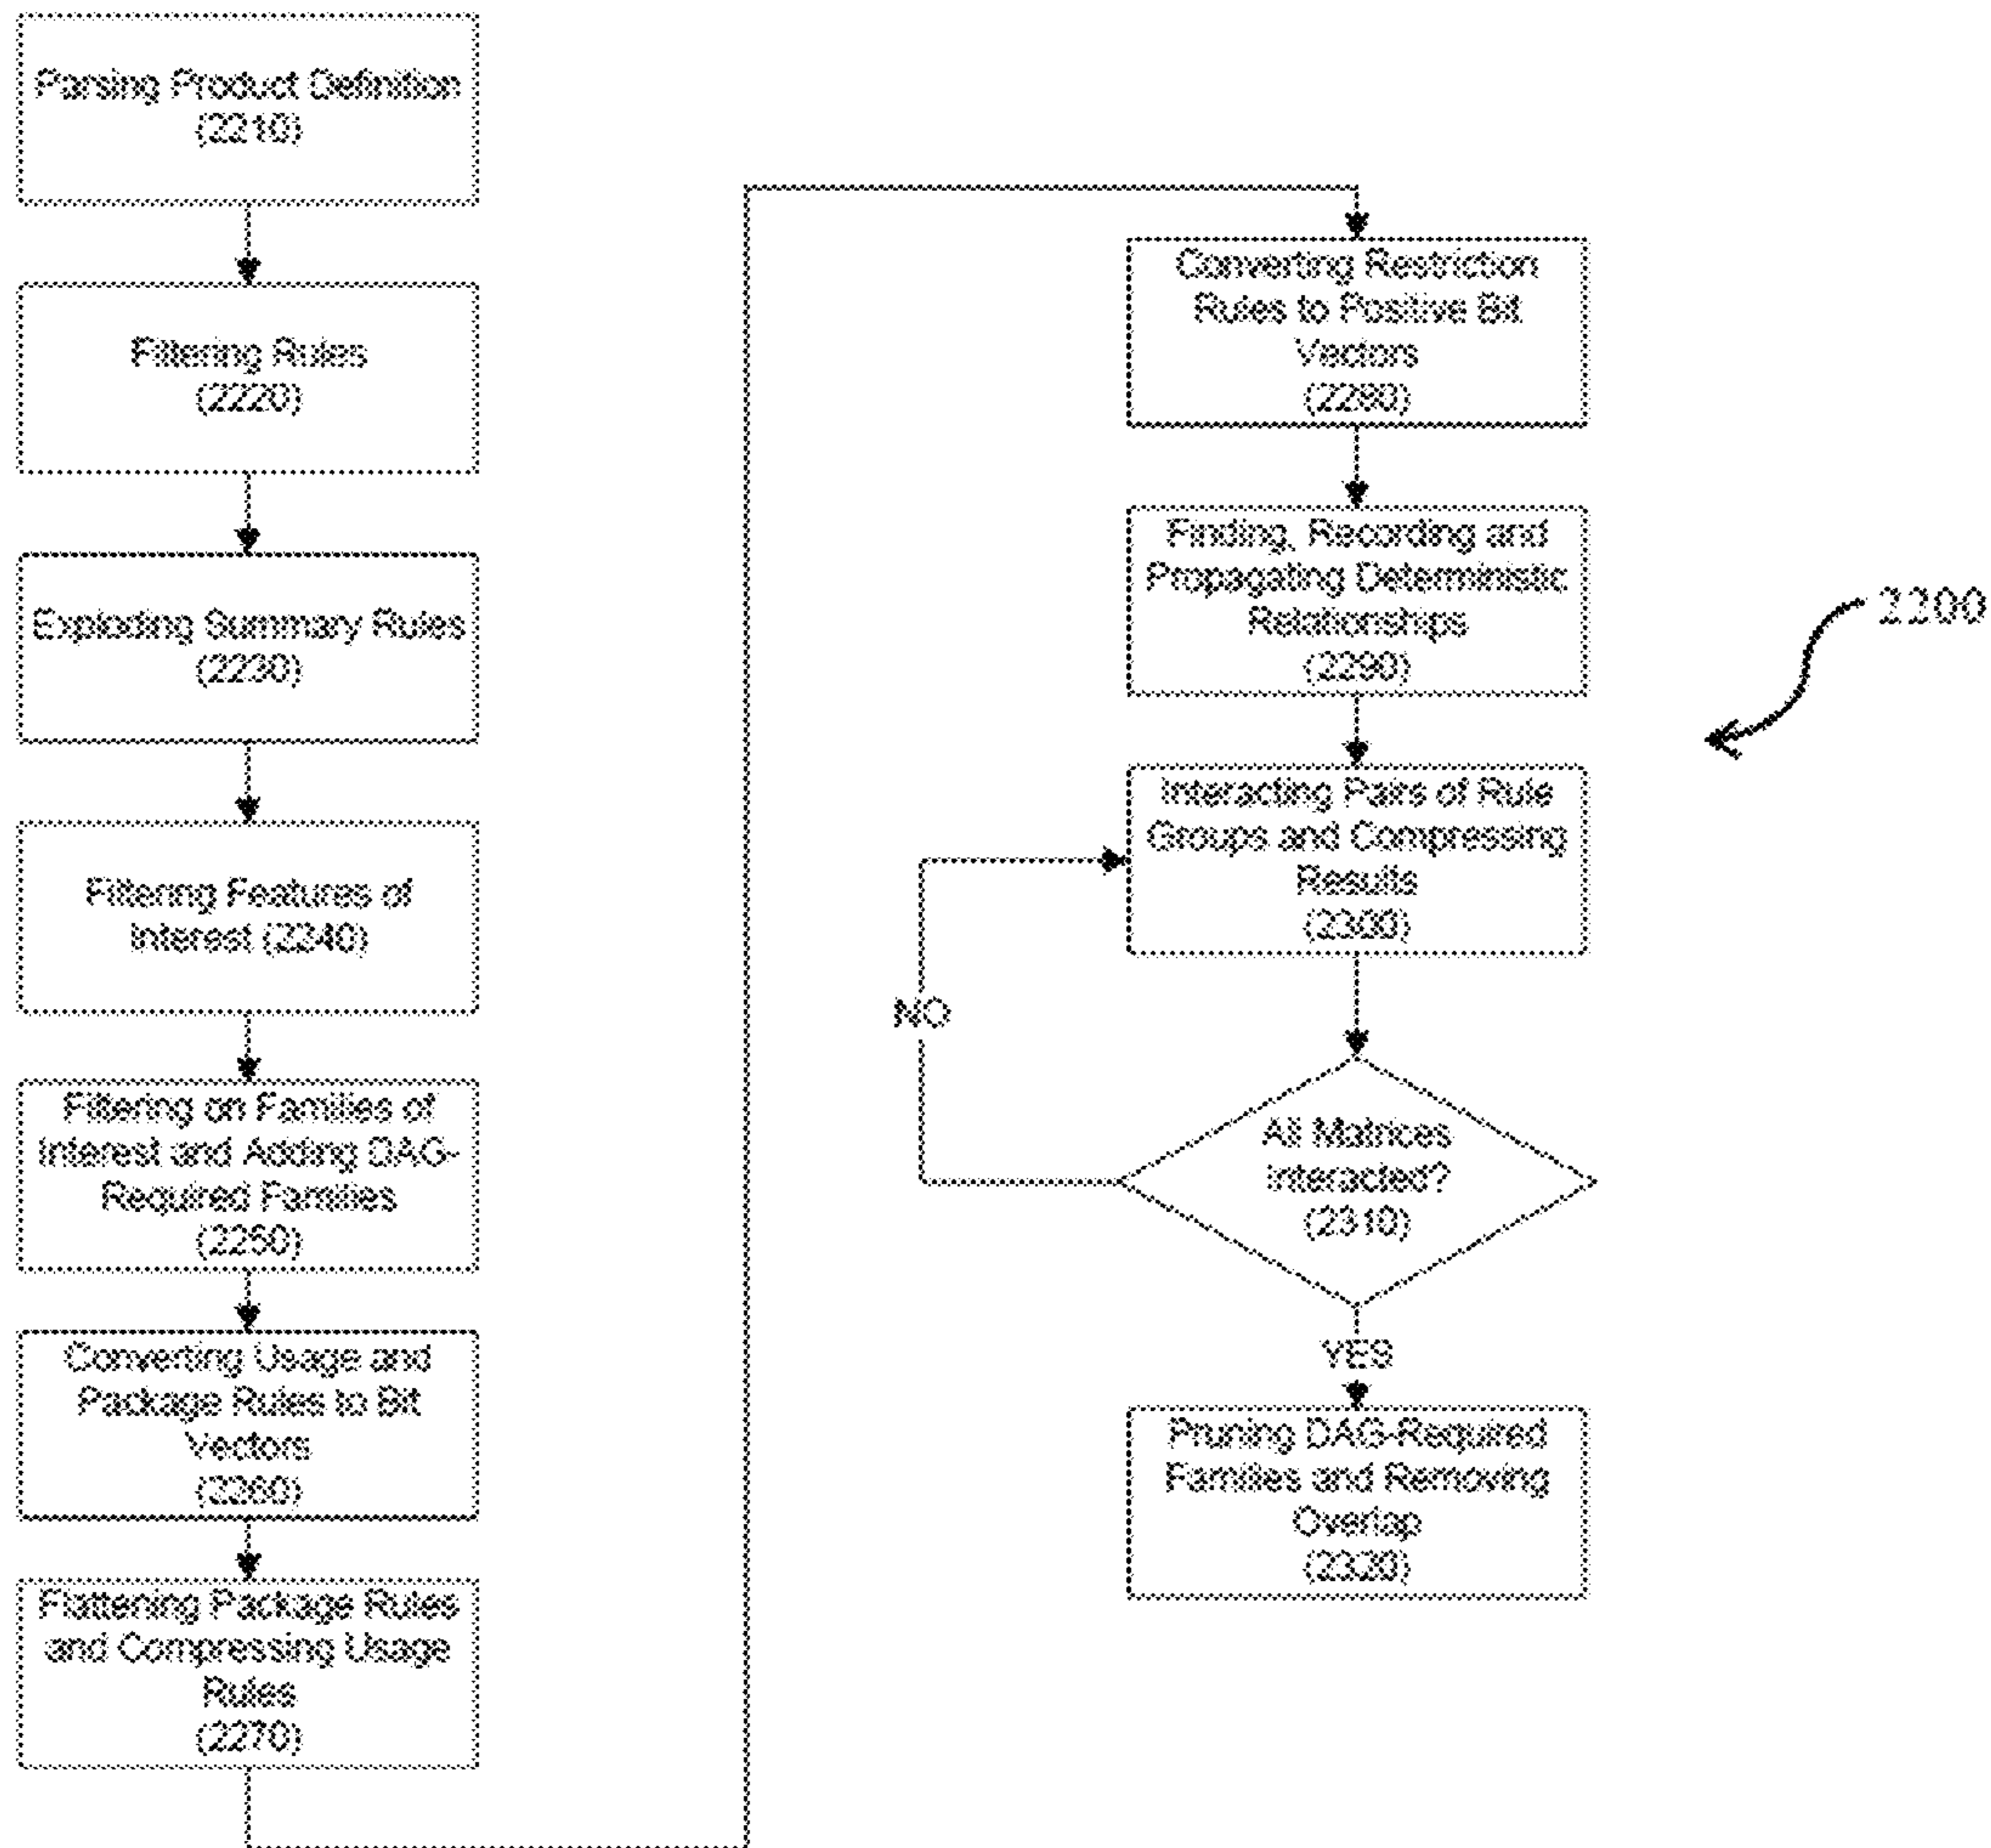 Parsing Product Definition
(2210)
Filtering Rules
(2220)
Exploding Summary Rules
(2230)
Filtering Features of
Interest (2240)
Filtering on Families of
Interest and Adding DAG-
Required Families
(2250)
Converting Usage and
Package Rules to Bit
Vectors
(2260)
Flattening Package Rules
and Compressing Usage
Rules
(2270)
Converting Restriction
Rules to Positive Bit
Vectors
(2280)
Finding, Recording and
Propagating Deterministic
Relationships
(2290)
Interacting Pairs of Rule
Groups and Compressing
Results
(2300)
All Matrices
Interacted?
(2310)
NO
YES
Pruning DAG-Required
Families and Removing
Overlap
(2320)
2200